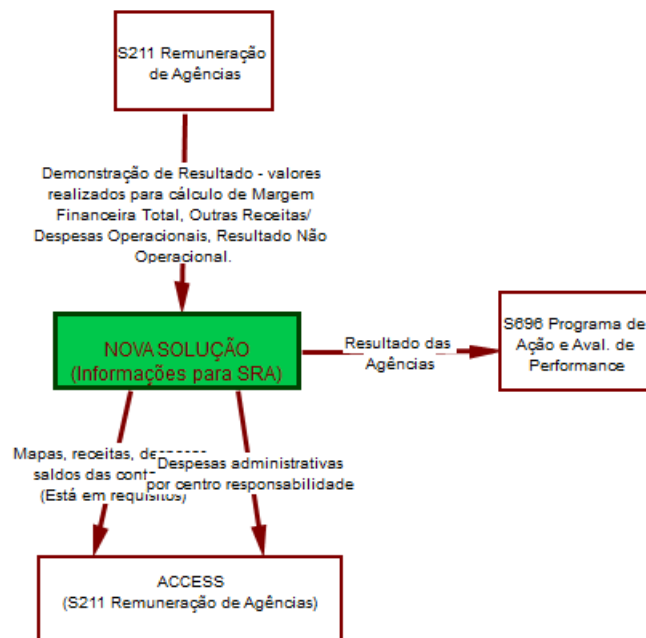 S211 Remuneração
de Agências
Demonstração de Resultado - valores
realizados para cálculo de Margem
Financeira Total, Outras Receitas/
Despesas Operacionais, Resultado Não
Operacional.
NOVA SOLUÇÃO
(Informações para SRA)
Resultado das
Agências
S696 Programa de
Ação e Aval. de
Performance
Mapas, receitas,
saldos das
(Está em requisitos)
Despesas administrativas
por centro responsabilidade
ACCESS
(S211 Remuneração de Agências)